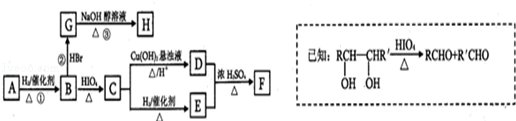 G NaOH 醇溶液 △ ③ H
② HBr
Cu(OH)₂悬浊液 △/H⁺ D
A H₂/催化剂 △ ① B HIO₄ △ C
浓 H₂SO₄ △ F
H₂/催化剂 △ E
已知: RCH—CHR′ HIO₄ △ RCHO+R′CHO
OH OH